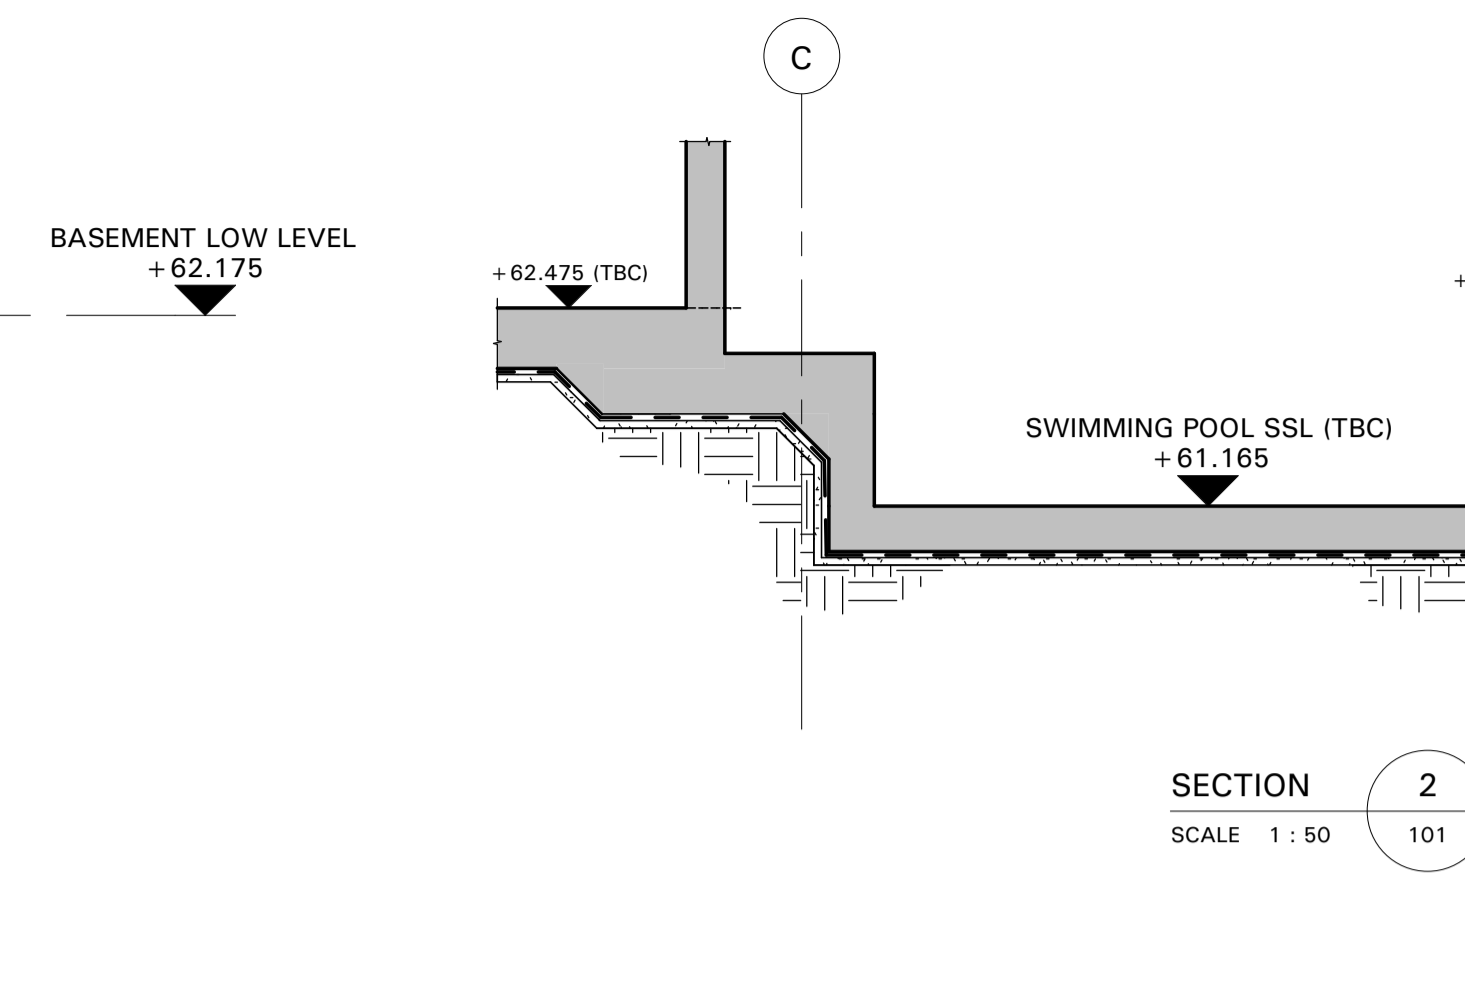 C
BASEMENT LOW LEVEL
+62.175
+62.475 (TBC)
+
SWIMMING POOL SSL (TBC)
+61.165
SECTION 2
SCALE 1 : 50 101